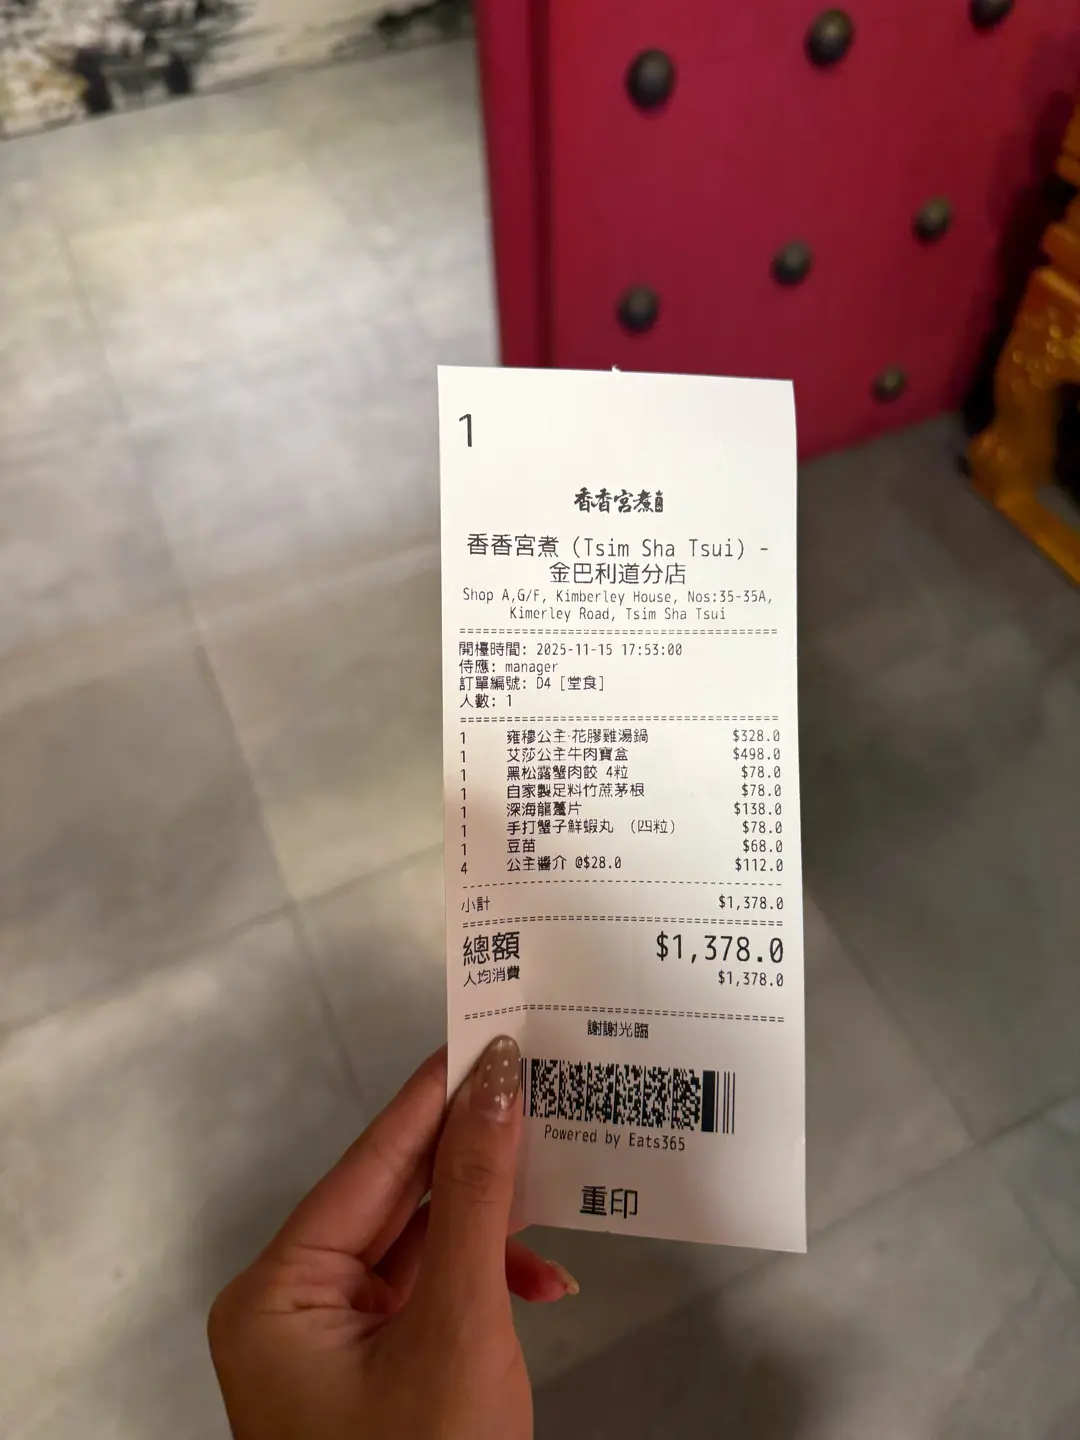 1
香香宮煮
香香宮煮 (Tsim Sha Tsui) -
金巴利道分店
Shop A,G/F, Kimberley House, Nos:35-35A,
Kimerley Road, Tsim Sha Tsui
開檯時間: 2025-11-15 17:53:00
侍應: manager
訂單編號: D4 [堂食]
人數: 1
1 雍穆公主·花膠雞湯鍋 $328.0
1 艾莎公主牛肉寶盒 $498.0
1 黑松露蟹肉餃 4粒 $78.0
1 自家製足料竹蔗茅根 $78.0
1 深海龍躉片 $138.0
1 手打蟹子鮮蝦丸 (四粒) $78.0
1 豆苗 $68.0
4 公主醬介 @$28.0 $112.0
小計 $1,378.0
總額 $1,378.0
人均消費 $1,378.0
謝謝光臨
Powered by Eats365
重印